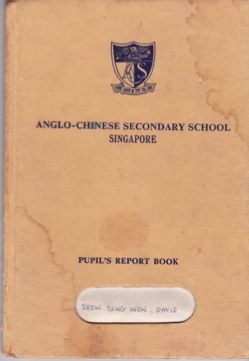 ANGLO-CHINESE SECONDARY SCHOOL
SINGAPORE
PUPIL'S REPORT BOOK
SEOW YANG WEN, DAVID